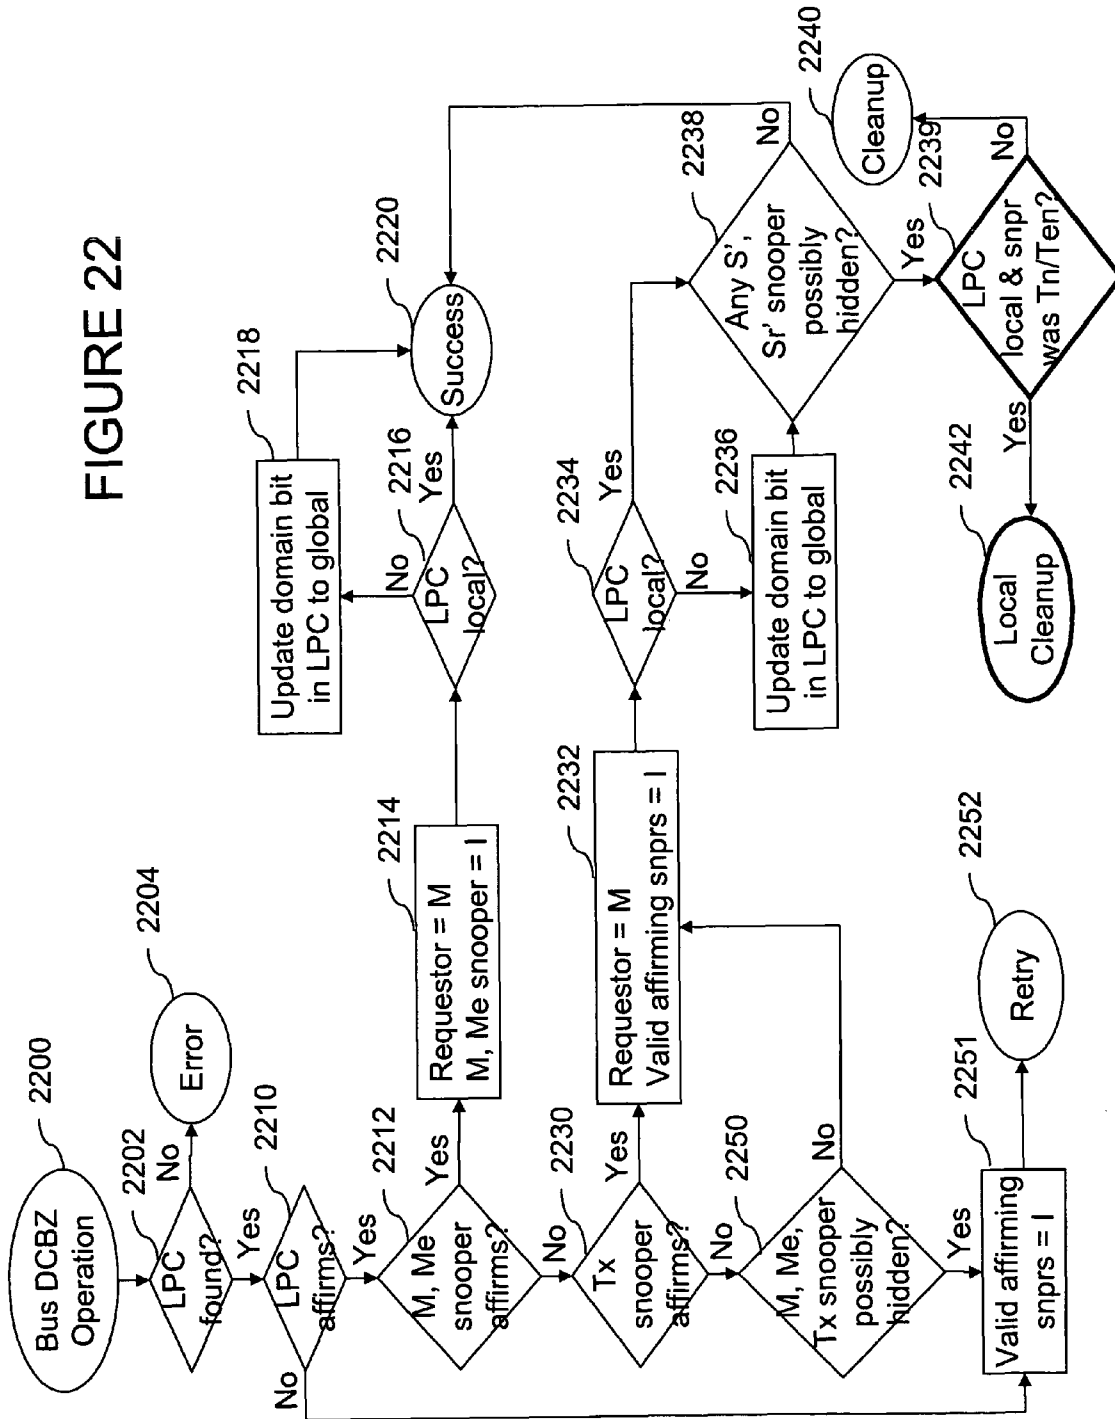 FIGURE 22
2200
Bus DCBZ
Operation
2202
LPC
found?
No
2204
Error
Yes
2210
LPC
affirms?
No
Yes
2212
M, Me
snooper
affirms?
Yes
2214
Requestor = M
M, Me snooper = I
2216
LPC
local?
No
Yes
2218
Update domain bit
in LPC to global
2220
Success
No
2230
Tx
snooper
affirms?
Yes
2232
Requestor = M
Valid affirming snprs = I
2234
LPC
local?
Yes
No
2236
Update domain bit
in LPC to global
2238
Any S',
Sr' snooper
possibly
hidden?
No
Yes
2239
LPC
local & snpr
was Tn/Ten?
No
2240
Cleanup
Yes
2242
Local
Cleanup
No
2250
M, Me,
Tx snooper
possibly
hidden?
No
Yes
2251
Valid affirming
snprs = I
2252
Retry